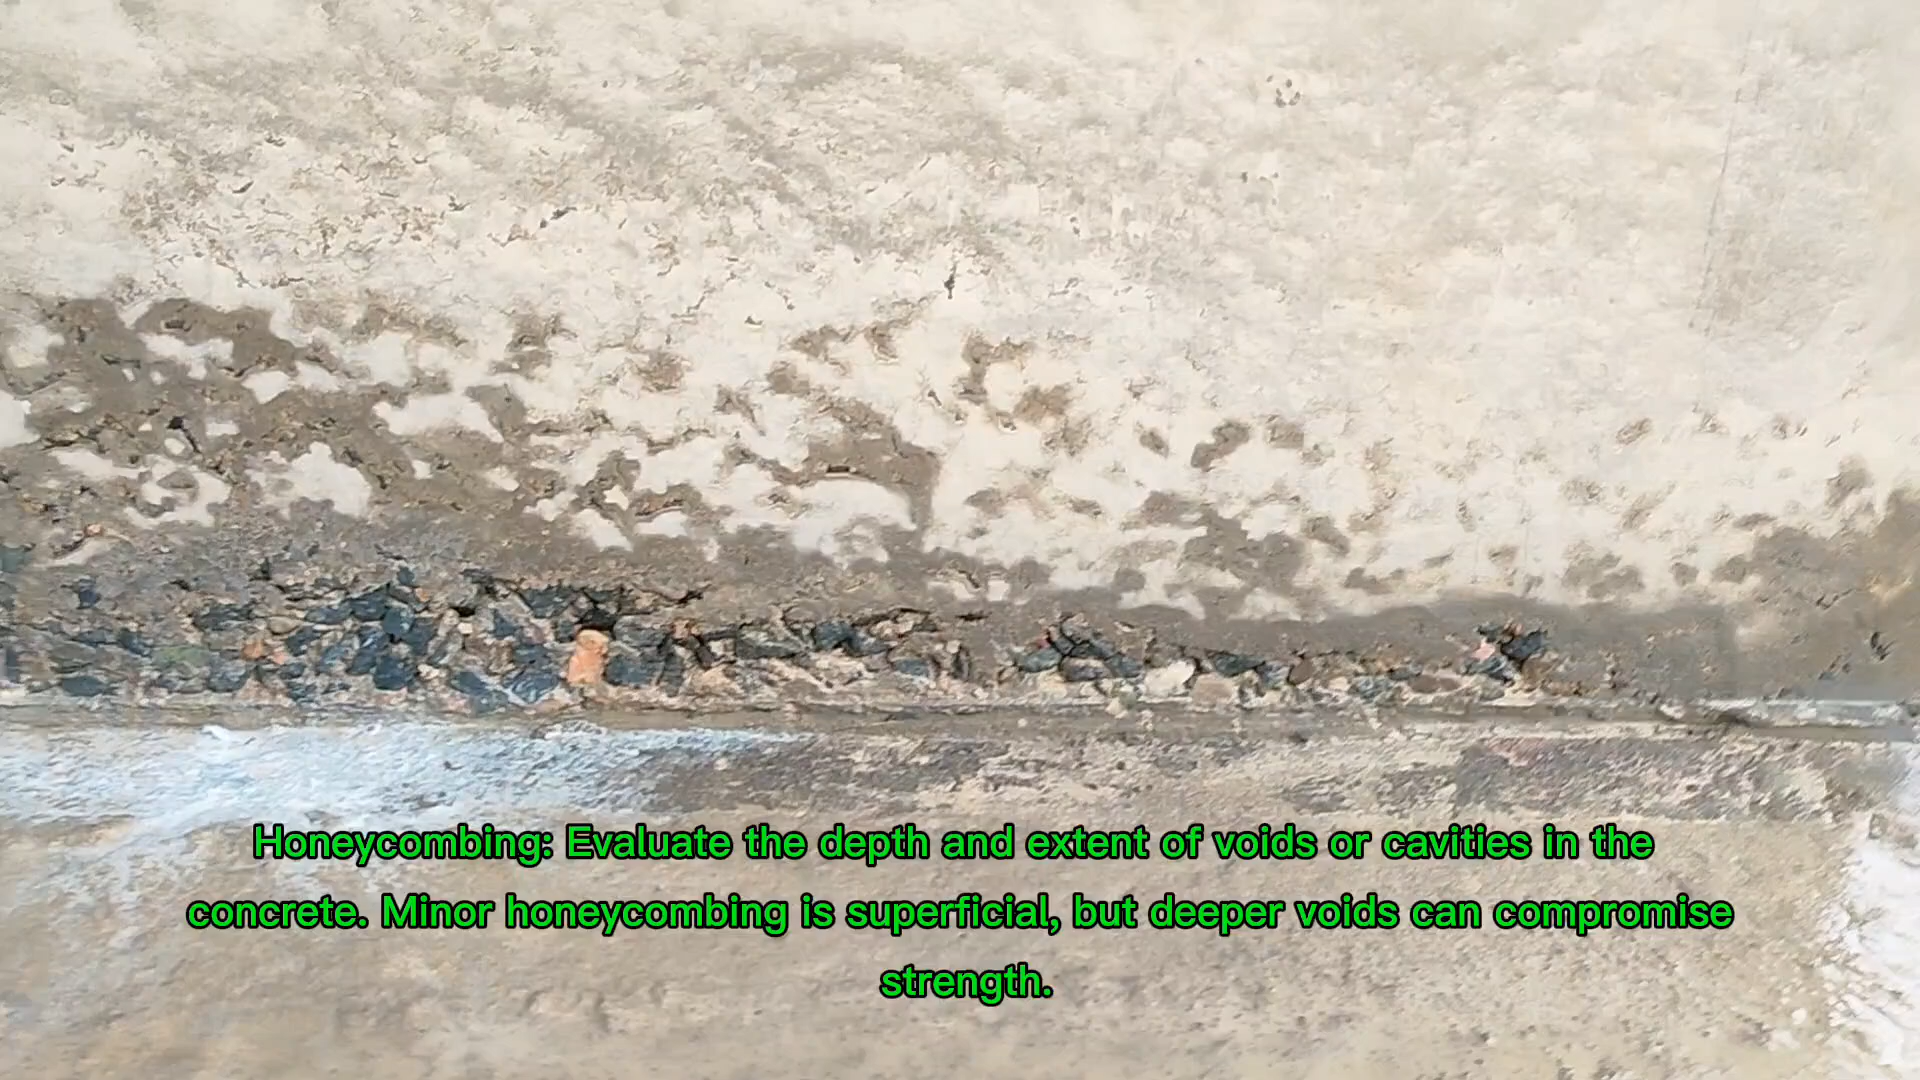 Honeycombing: Evaluate the depth and extent of voids or cavities in the
concrete. Minor honeycombing is superficial, but deeper voids can compromise
strength.